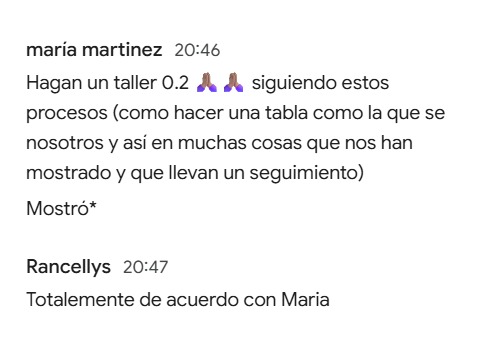 maría martinez 20:46
Hagan un taller 0.2 🙏🏾🙏🏾 siguiendo estos
procesos (como hacer una tabla como la que se
nosotros y así en muchas cosas que nos han
mostrado y que llevan un seguimiento)
Mostró*
Rancellys 20:47
Totalemente de acuerdo con Maria